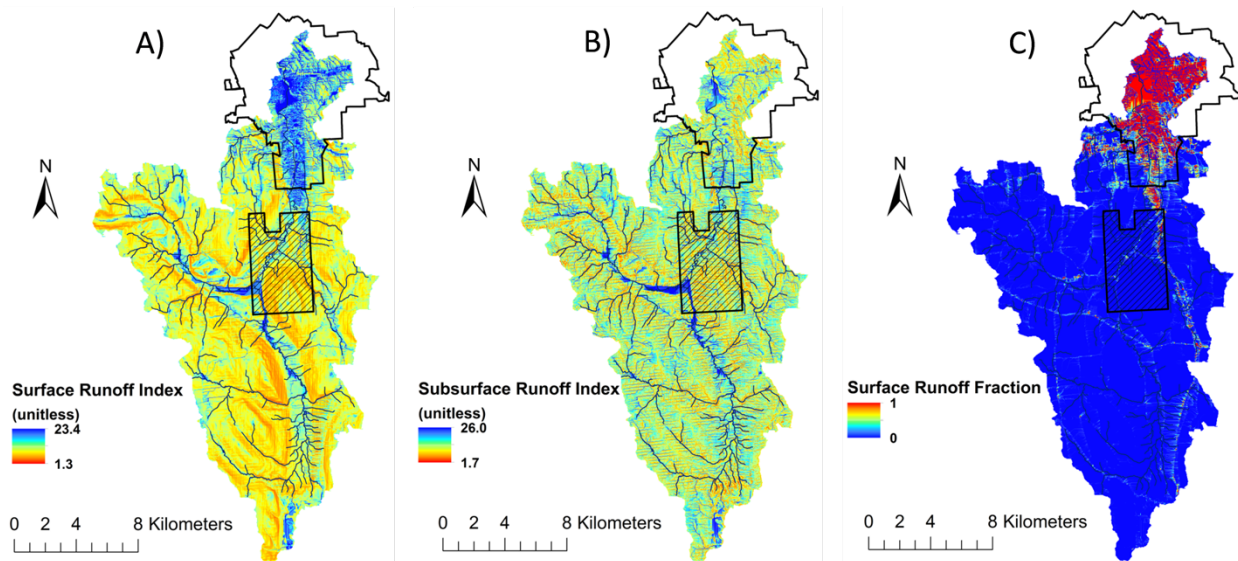 A)
N
Surface Runoff Index
(unitless)
23.4
1.3
0 2 4 8 Kilometers
B)
N
Subsurface Runoff Index
(unitless)
26.0
1.7
0 2 4 8 Kilometers
C)
N
Surface Runoff Fraction
1
0
0 2 4 8 Kilometers